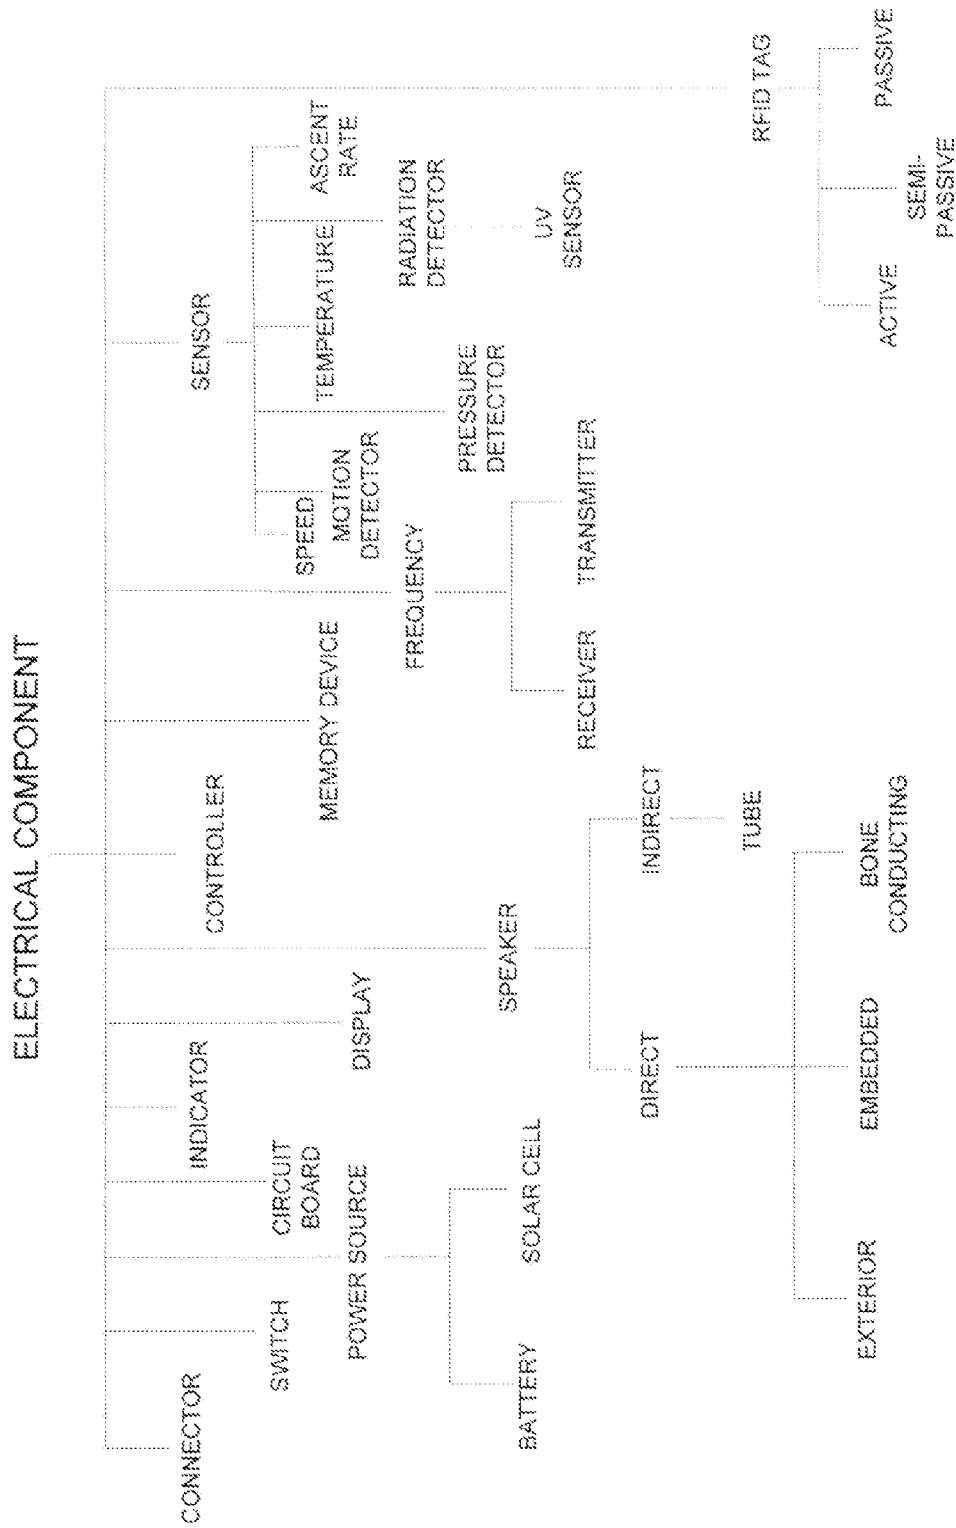 ELECTRICAL COMPONENT
CONNECTOR
SWITCH
POWER SOURCE
BATTERY
SOLAR CELL
CIRCUIT
BOARD
INDICATOR
DISPLAY
SPEAKER
DIRECT
EXTERIOR
EMBEDDED
BONE
CONDUCTING
INDIRECT
TUBE
CONTROLLER
MEMORY DEVICE
FREQUENCY
RECEIVER
TRANSMITTER
SENSOR
SPEED
MOTION
DETECTOR
PRESSURE
DETECTOR
TEMPERATURE
RADIATION
DETECTOR
UV
SENSOR
ASCENT
RATE
RFID TAG
ACTIVE
SEMI-
PASSIVE
PASSIVE